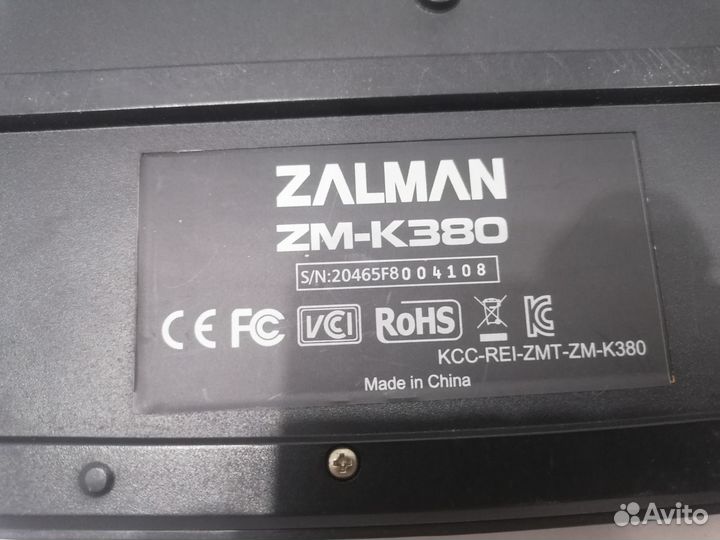 ZALMAN
ZM-K380
S/N:20465F8004108
CE FC VCI RoHS
KCC-REI-ZMT-ZM-K380
Made in China
Avito